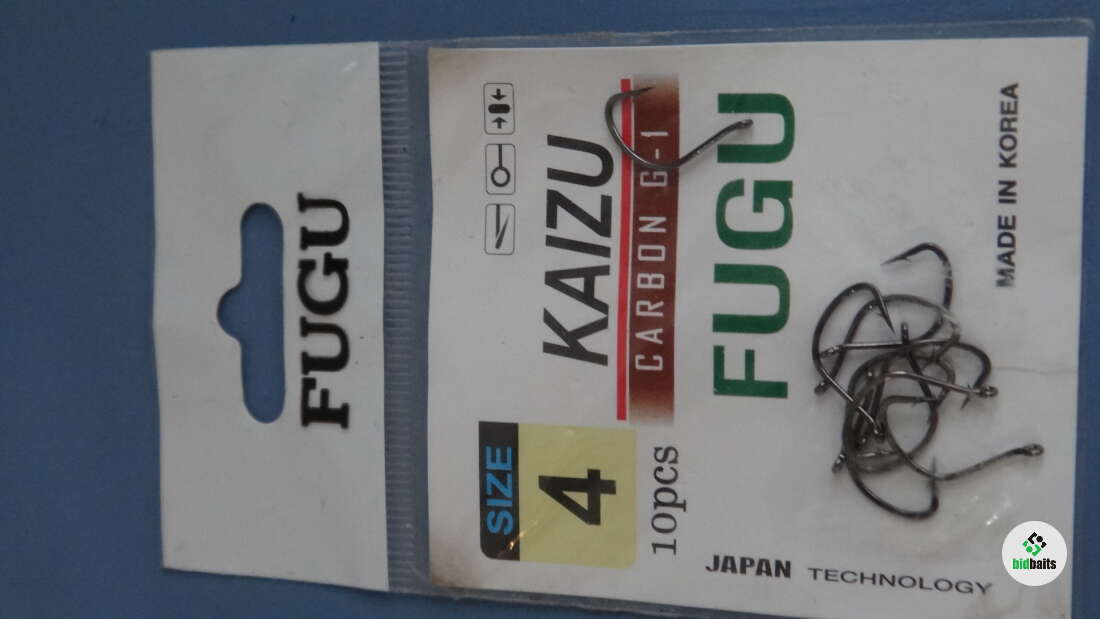 FUGU
KAIZU
CARBON G-1
FUGU
SIZE
4
10pcs
JAPAN TECHNOLOGY
MADE IN KOREA
bidbaits